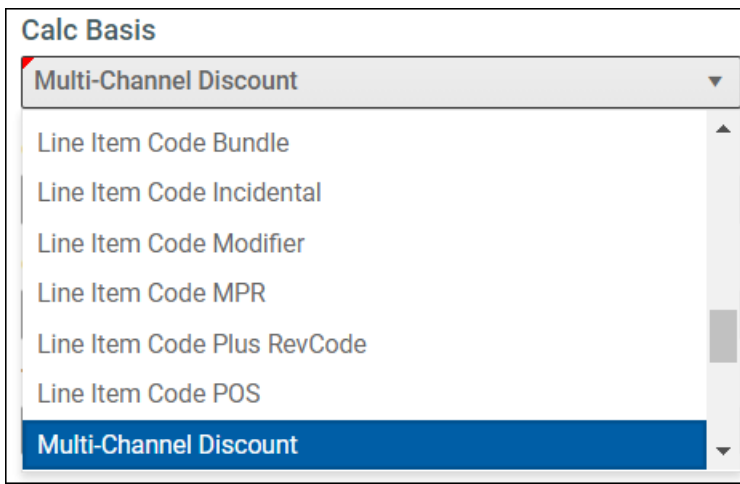 Calc Basis
Multi-Channel Discount
Line Item Code Bundle
Line Item Code Incidental
Line Item Code Modifier
Line Item Code MPR
Line Item Code Plus RevCode
Line Item Code POS
Multi-Channel Discount